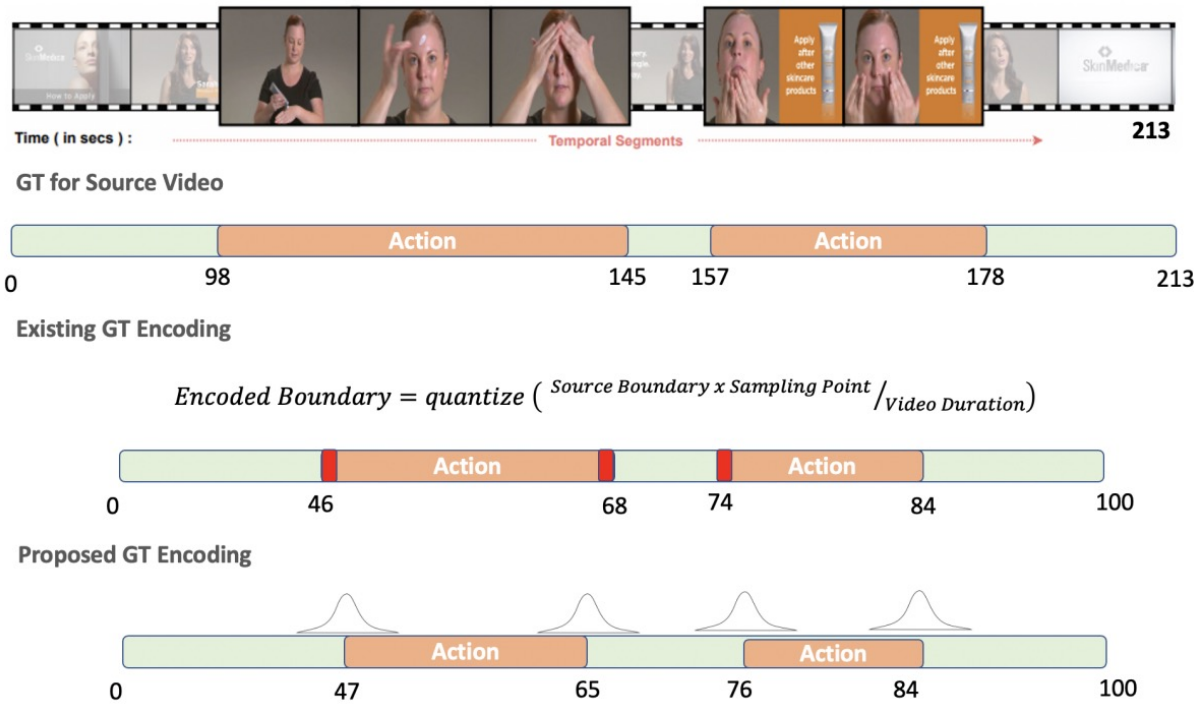 SkinMedica
How to Apply
Apply
after
other
skincare
products
Apply
after
other
skincare
products
SkinMedica
Time ( in secs ) :
Temporal Segments
213
GT for Source Video
Action
Action
0
98
145
157
178
213
Existing GT Encoding
Encoded Boundary = quantize ( Source Boundary x Sampling Point / Video Duration )
Action
Action
0
46
68
74
84
100
Proposed GT Encoding
Action
Action
0
47
65
76
84
100